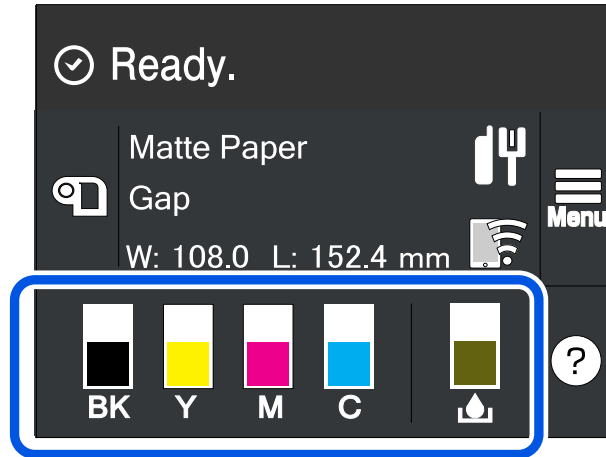 Ready.
Matte Paper
Gap
W: 108.0 L: 152.4 mm
Menu
BK Y M C
?